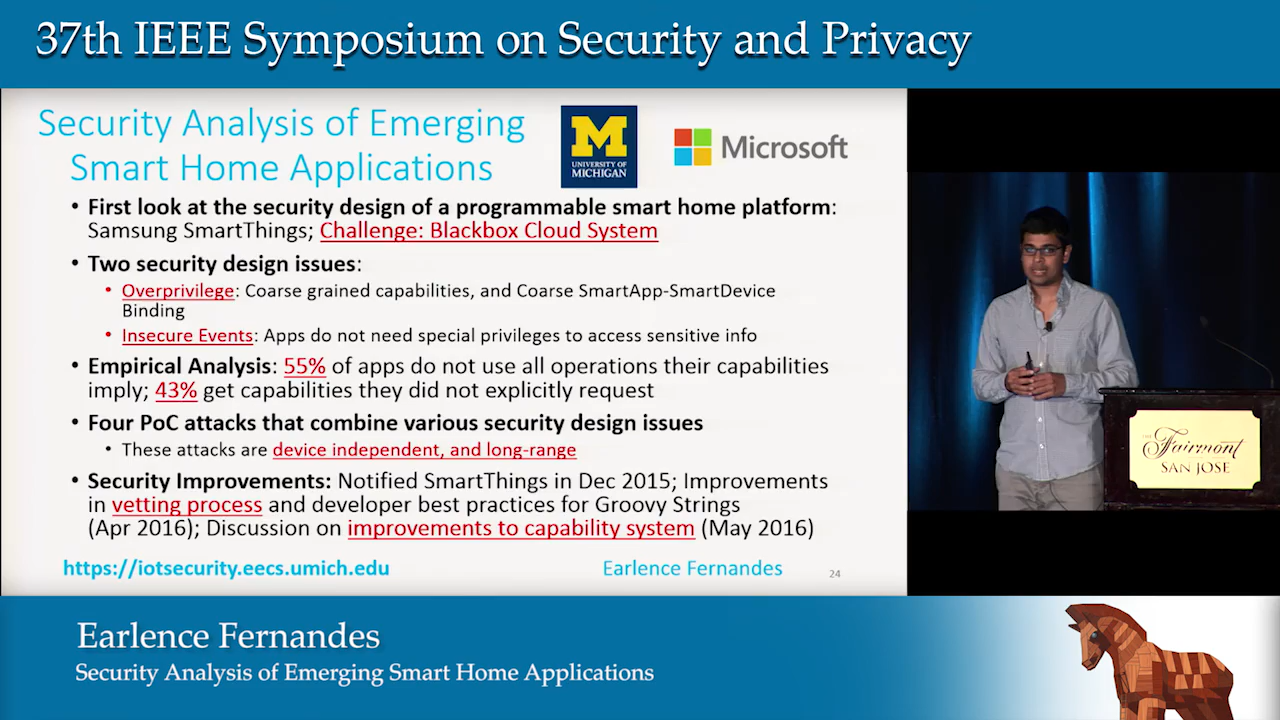 37th IEEE Symposium on Security and Privacy
Security Analysis of Emerging
Smart Home Applications
M
UNIVERSITY OF
MICHIGAN
Microsoft
• First look at the security design of a programmable smart home platform:
Samsung SmartThings; Challenge: Blackbox Cloud System
• Two security design issues:
• Overprivilege: Coarse grained capabilities, and Coarse SmartApp-SmartDevice
Binding
• Insecure Events: Apps do not need special privileges to access sensitive info
• Empirical Analysis: 55% of apps do not use all operations their capabilities
imply; 43% get capabilities they did not explicitly request
• Four PoC attacks that combine various security design issues
• These attacks are device independent, and long-range
• Security Improvements: Notified SmartThings in Dec 2015; Improvements
in vetting process and developer best practices for Groovy Strings
(Apr 2016); Discussion on improvements to capability system (May 2016)
https://iotsecurity.eecs.umich.edu
Earlence Fernandes
24
THE Fairmont
SAN JOSE
Earlence Fernandes
Security Analysis of Emerging Smart Home Applications